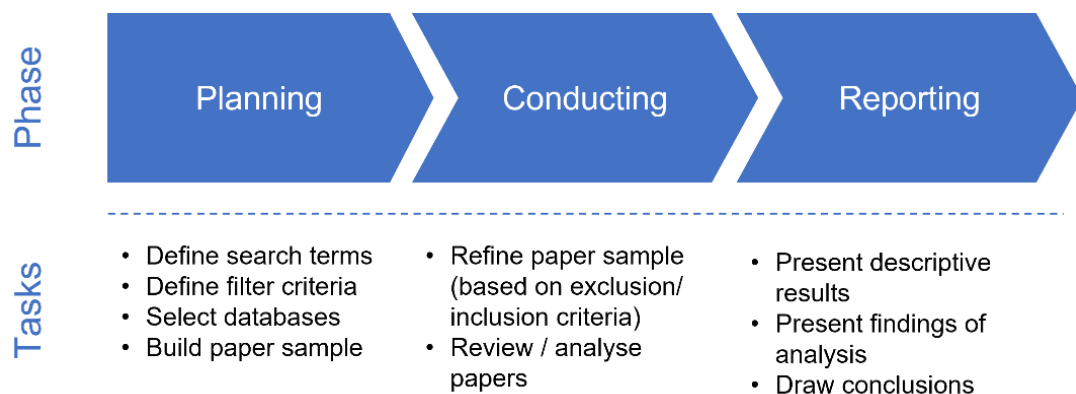 Phase
Planning
Conducting
Reporting
Tasks
• Define search terms
• Define filter criteria
• Select databases
• Build paper sample
• Refine paper sample
(based on exclusion/
inclusion criteria)
• Review / analyse
papers
• Present descriptive
results
• Present findings of
analysis
• Draw conclusions